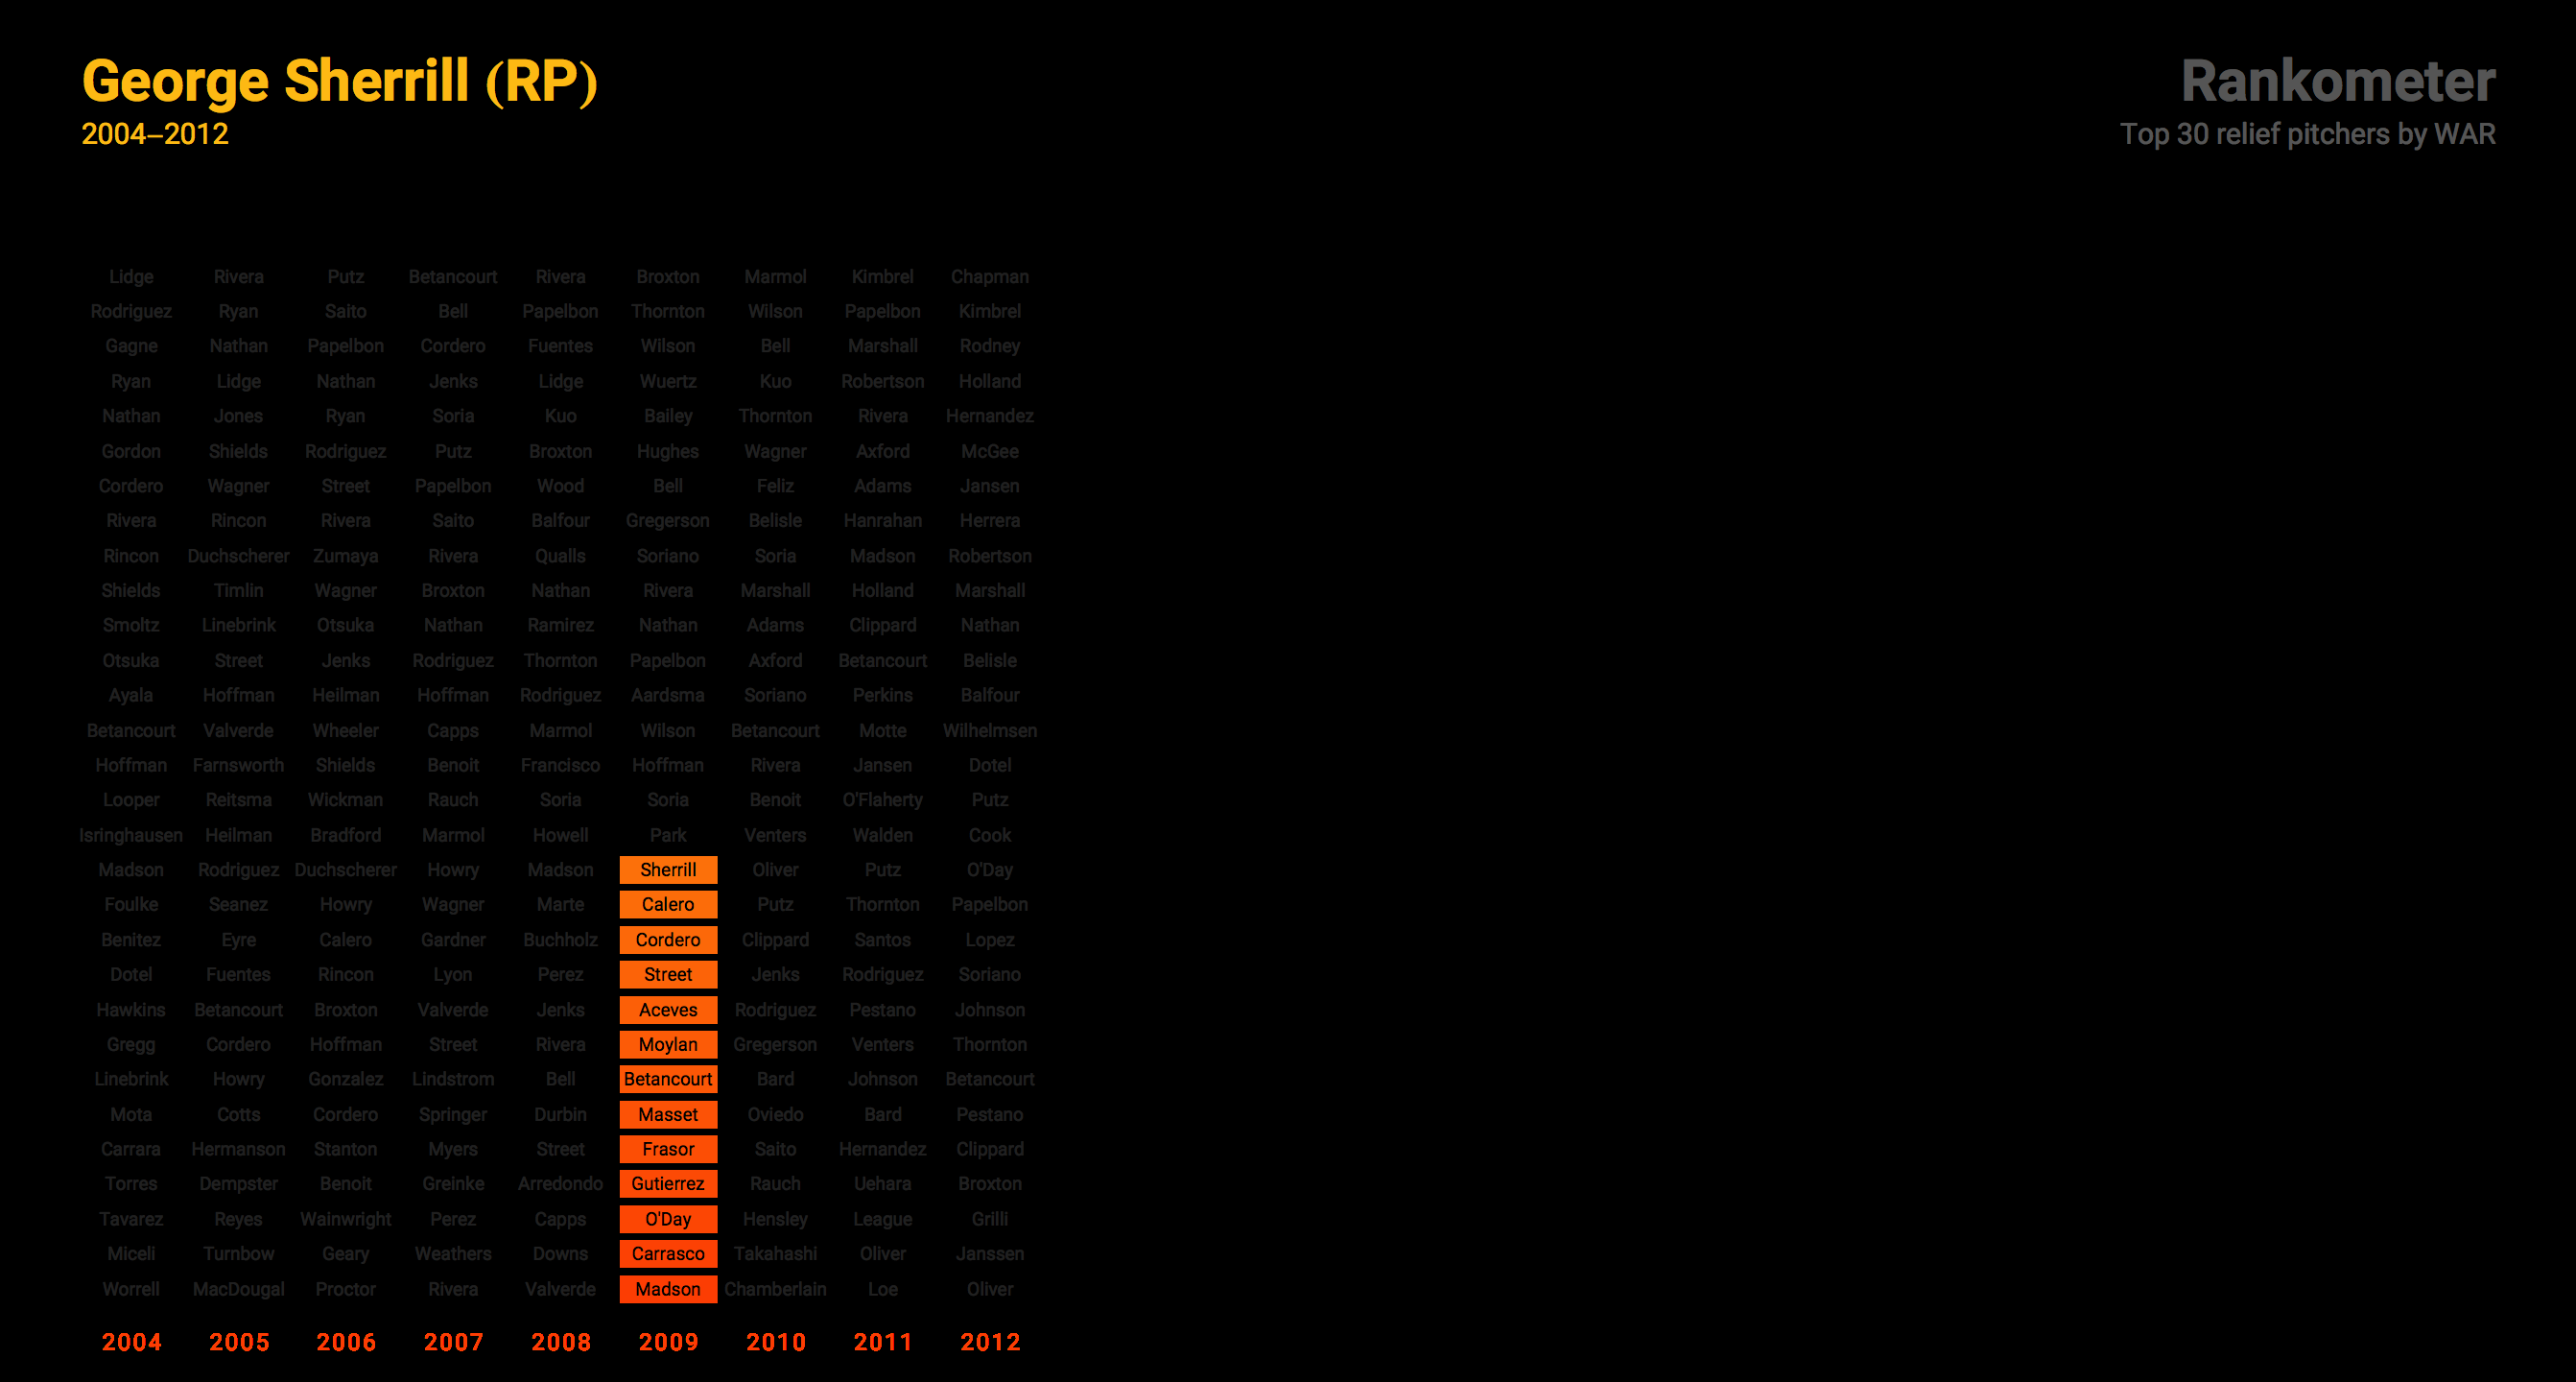 George Sherrill (RP)
2004–2012
Rankometer
Top 30 relief pitchers by WAR
Lidge Rivera Putz Betancourt Rivera Broxton Marmol Kimbrel Chapman
Rodriguez Ryan Saito Bell Papelbon Thornton Wilson Papelbon Kimbrel
Gagne Nathan Papelbon Cordero Fuentes Wilson Bell Marshall Rodney
Ryan Lidge Nathan Jenks Lidge Wuertz Kuo Robertson Holland
Nathan Jones Ryan Soria Kuo Bailey Thornton Rivera Hernandez
Gordon Shields Rodriguez Putz Broxton Hughes Wagner Axford McGee
Cordero Wagner Street Papelbon Wood Bell Feliz Adams Jansen
Rivera Rincon Rivera Saito Balfour Gregerson Belisle Hanrahan Herrera
Rincon Duchscherer Zumaya Rivera Qualls Soriano Soria Madson Robertson
Shields Timlin Wagner Broxton Nathan Rivera Marshall Holland Marshall
Smoltz Linebrink Otsuka Nathan Ramirez Nathan Adams Clippard Nathan
Otsuka Street Jenks Rodriguez Thornton Papelbon Axford Betancourt Belisle
Ayala Hoffman Heilman Hoffman Rodriguez Aardsma Soriano Perkins Balfour
Betancourt Valverde Wheeler Capps Marmol Wilson Betancourt Motte Wilhelmsen
Hoffman Farnsworth Shields Benoit Francisco Hoffman Rivera Jansen Dotel
Looper Reitsma Wickman Rauch Soria Soria Benoit O'Flaherty Putz
Isringhausen Heilman Bradford Marmol Howell Park Venters Walden Cook
Madson Rodriguez Duchscherer Howry Madson Sherrill Oliver Putz O'Day
Foulke Seanez Howry Wagner Marte Calero Putz Thornton Papelbon
Benitez Eyre Calero Gardner Buchholz Cordero Clippard Santos Lopez
Dotel Fuentes Rincon Lyon Perez Street Jenks Rodriguez Soriano
Hawkins Betancourt Broxton Valverde Jenks Aceves Rodriguez Pestano Johnson
Gregg Cordero Hoffman Street Rivera Moylan Gregerson Venters Thornton
Linebrink Howry Gonzalez Lindstrom Bell Betancourt Bard Johnson Betancourt
Mota Cotts Cordero Springer Durbin Masset Oviedo Bard Pestano
Carrara Hermanson Stanton Myers Street Frasor Saito Hernandez Clippard
Torres Dempster Benoit Greinke Arredondo Gutierrez Rauch Uehara Broxton
Tavarez Reyes Wainwright Perez Capps O'Day Hensley League Grilli
Miceli Turnbow Geary Weathers Downs Carrasco Takahashi Oliver Janssen
Worrell MacDougal Proctor Rivera Valverde Madson Chamberlain Loe Oliver
2004 2005 2006 2007 2008 2009 2010 2011 2012